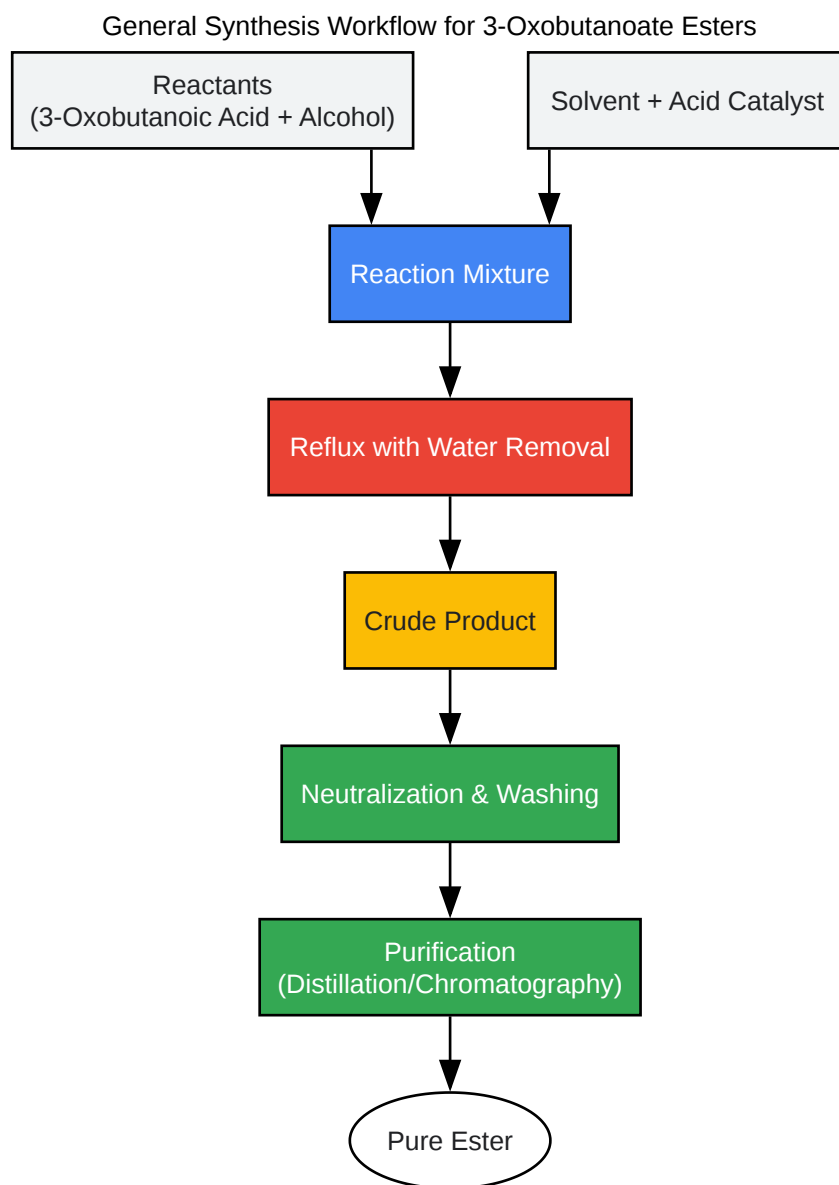 General Synthesis Workflow for 3-Oxobutanoate Esters
Reactants
(3-Oxobutanoic Acid + Alcohol)
Solvent + Acid Catalyst
Reaction Mixture
Reflux with Water Removal
Crude Product
Neutralization & Washing
Purification
(Distillation/Chromatography)
Pure Ester